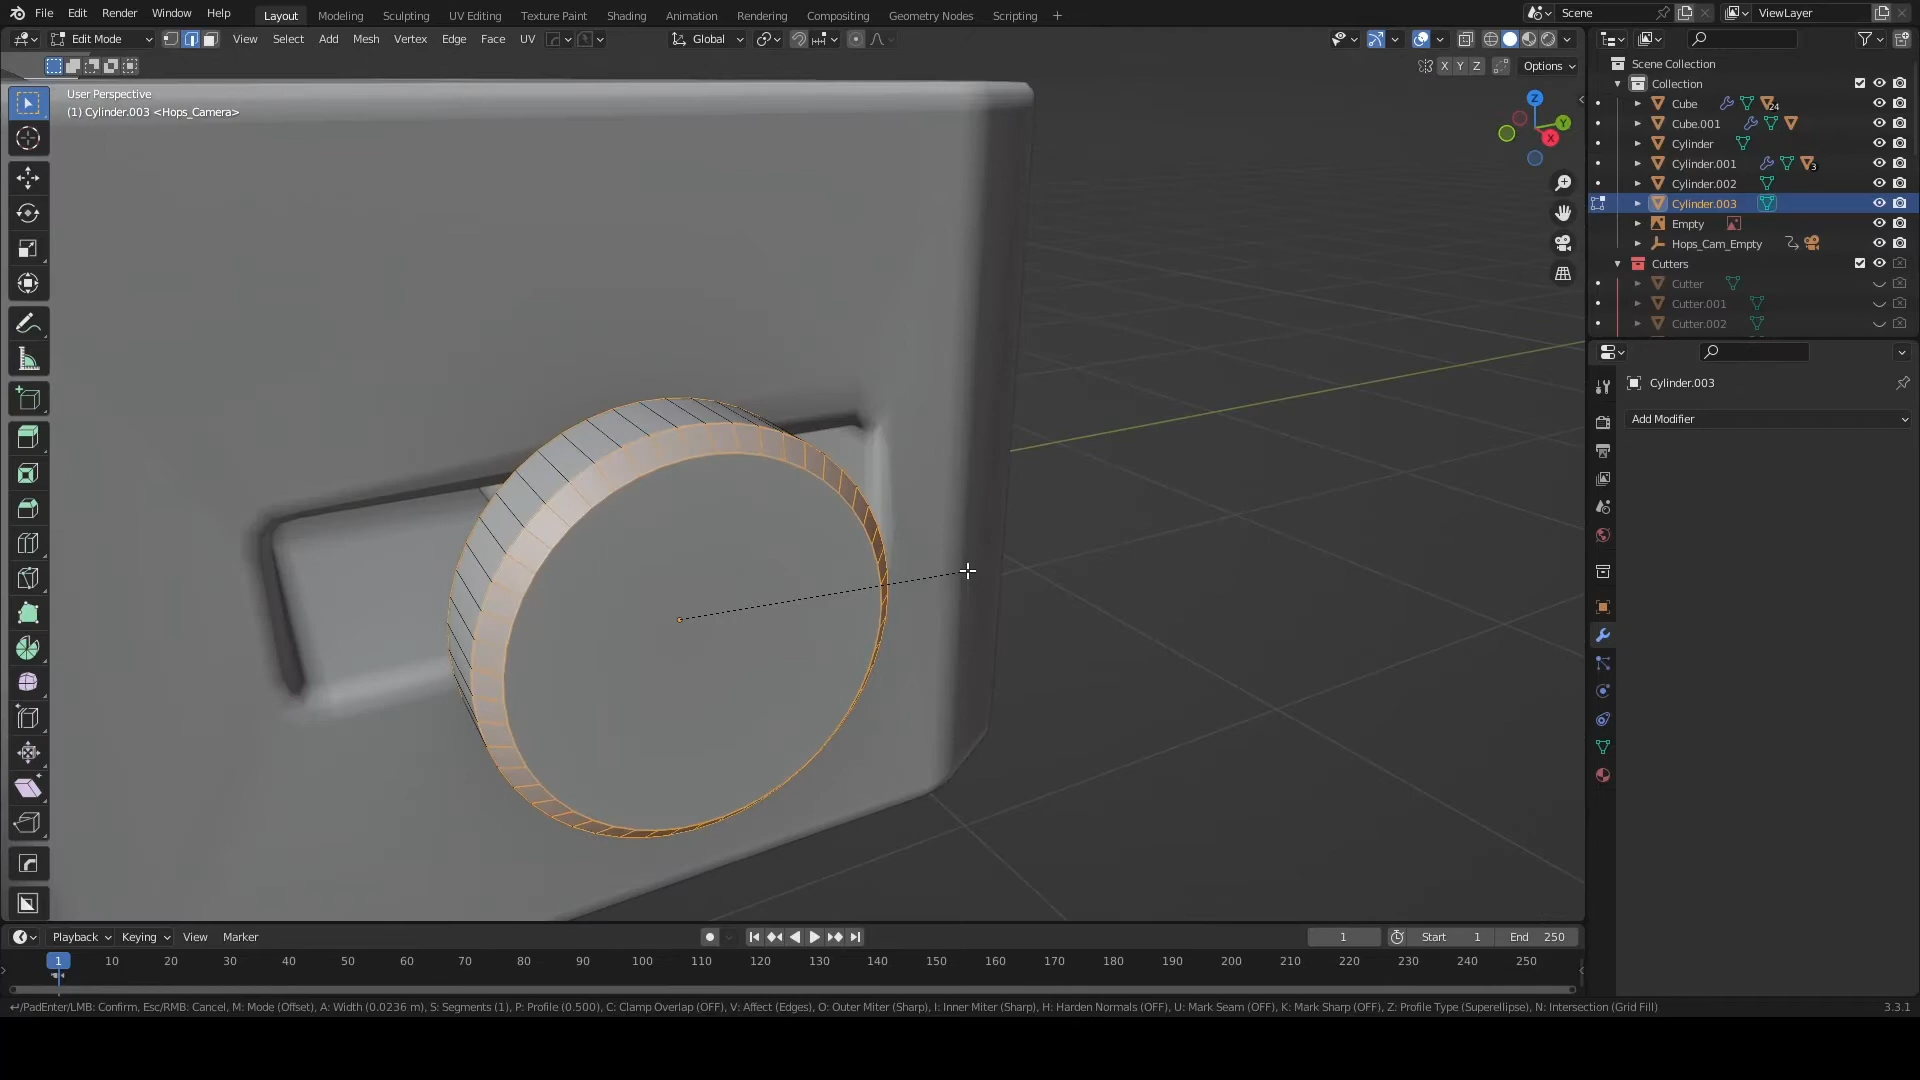 File Edit Render Window Help Layout Modeling Sculpting UV Editing Texture Paint Shading Animation Rendering Compositing Geometry Nodes Scripting + Scene ViewLayer
Edit Mode View Select Add Mesh Vertex Edge Face UV Global
X Y Z Options
User Perspective
(1) Cylinder.003 <Hops_Camera>
Z
Y
X
Scene Collection
Collection
Cube 24
Cube.001
Cylinder
Cylinder.001 3
Cylinder.002
Cylinder.003
Empty
Hops_Cam_Empty
Cutters
Cutter
Cutter.001
Cutter.002
Cylinder.003
Add Modifier
Playback Keying View Marker 1 Start 1 End 250
1 10 20 30 40 50 60 70 80 90 100 110 120 130 140 150 160 170 180 190 200 210 220 230 240 250
↵/PadEnter/LMB: Confirm, Esc/RMB: Cancel, M: Mode (Offset), A: Width (0.0236 m), S: Segments (1), P: Profile (0.500), C: Clamp Overlap (OFF), V: Affect (Edges), O: Outer Miter (Sharp), I: Inner Miter (Sharp), H: Harden Normals (OFF), U: Mark Seam (OFF), K: Mark Sharp (OFF), Z: Profile Type (Superellipse), N: Intersection (Grid Fill) 3.3.1